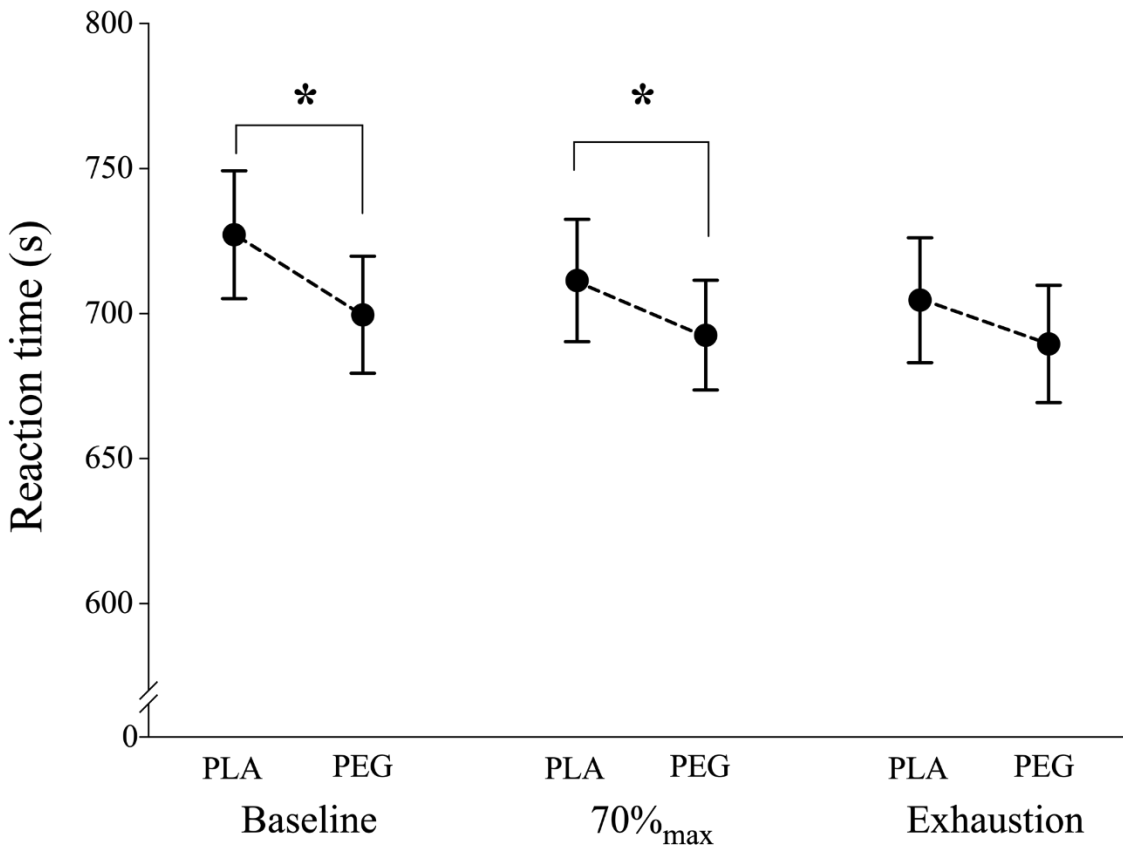 800
750
700
650
600
0
Reaction time (s)
*
*
PLA PEG PLA PEG PLA PEG
Baseline 70%max Exhaustion